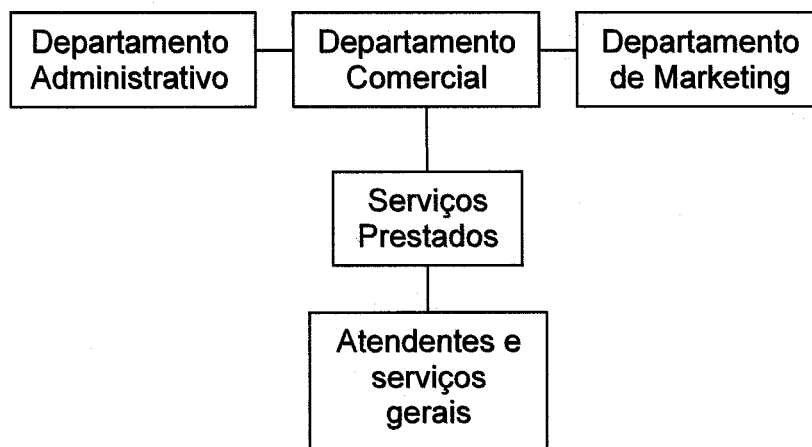 Departamento
Administrativo
Departamento
Comercial
Departamento
de Marketing
Serviços
Prestados
Atendentes e
serviços
gerais